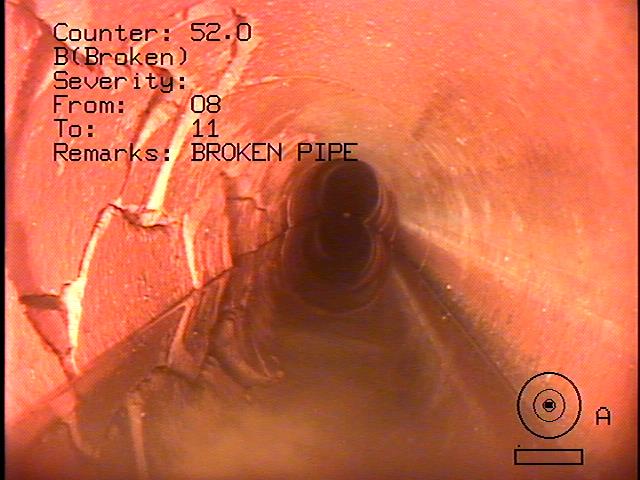 Counter: 52.0
B(Broken)
Severity:
From: 08
To: 11
Remarks: BROKEN PIPE
A